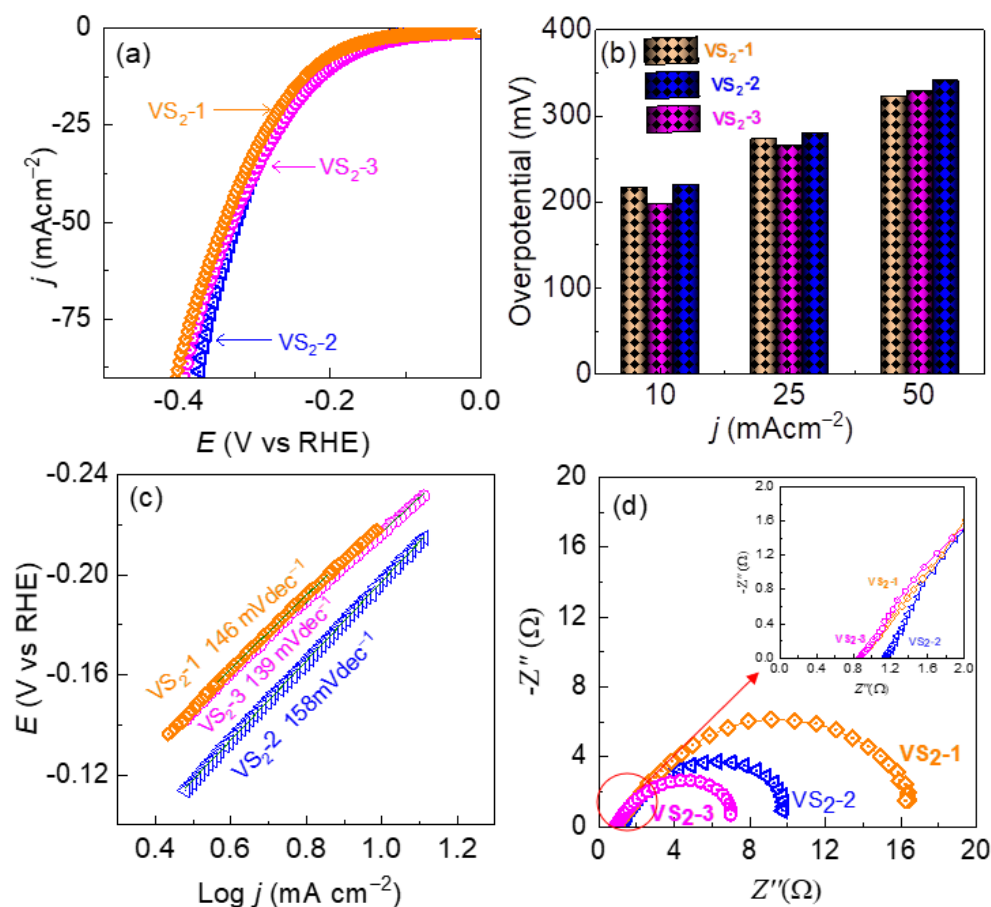 (a)
0
-25
-50
-75
j (mAcm⁻²)
VS₂-1
VS₂-3
VS₂-2
-0.4
-0.2
0.0
E (V vs RHE)
(b)
400
300
200
100
0
Overpotential (mV)
VS₂-1
VS₂-2
VS₂-3
10
25
50
j (mAcm⁻²)
(c)
-0.24
-0.20
-0.16
-0.12
E (V vs RHE)
VS₂-1 146 mVdec⁻¹
VS₂-3 139 mVdec⁻¹
VS₂-2 158mVdec⁻¹
0.4
0.6
0.8
1.0
1.2
Log j (mA cm⁻²)
(d)
20
18
16
14
12
10
8
6
4
2
0
-Z″ (Ω)
2.0
1.6
1.2
0.8
0.4
0.0
-Z″(Ω)
VS₂-1
VS₂-3
VS₂-2
0.0
0.4
0.8
1.2
1.6
2.0
Z″(Ω)
VS₂-1
VS₂-2
VS₂-3
0
4
8
12
16
20
Z″(Ω)